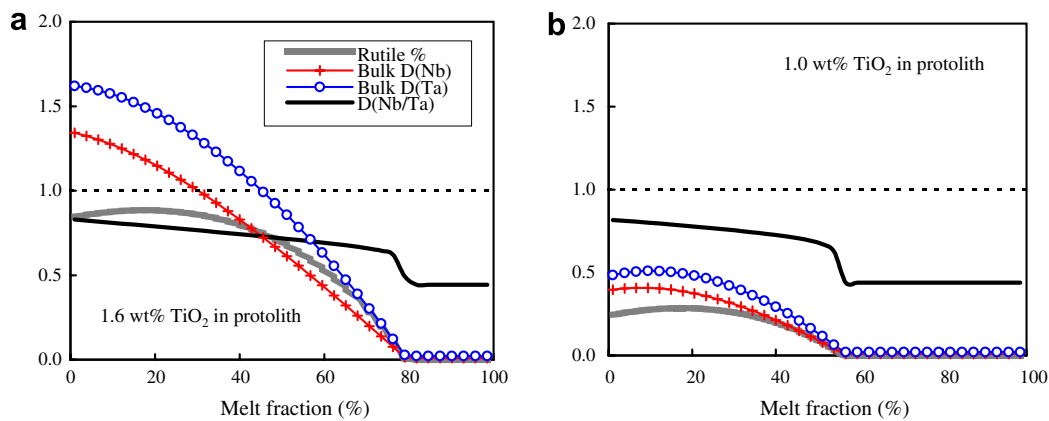 a
2.0
1.5
1.0
0.5
0.0
Rutile %
Bulk D(Nb)
Bulk D(Ta)
D(Nb/Ta)
1.6 wt% TiO2 in protolith
0 20 40 60 80 100
Melt fraction (%)
b
2.0
1.5
1.0
0.5
0.0
1.0 wt% TiO2 in protolith
0 20 40 60 80 100
Melt fraction (%)